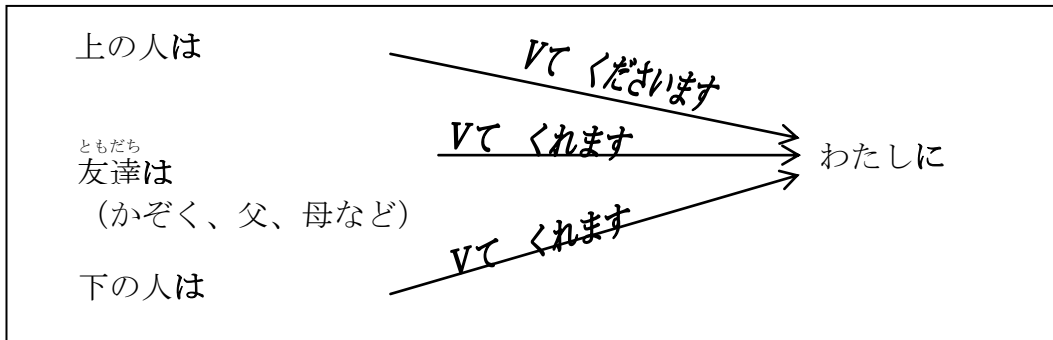 上の人は
Vて くださいます
Vて くれます
わたしに
ともだち
友達は
(かぞく、父、母など)
Vて くれます
下の人は